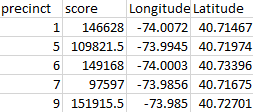 precinct score Longitude Latitude
1 146628 -74.0072 40.71467
5 109821.5 -73.9945 40.71974
6 149168 -74.0003 40.73396
7 97597 -73.9856 40.71675
9 151915.5 -73.985 40.72701